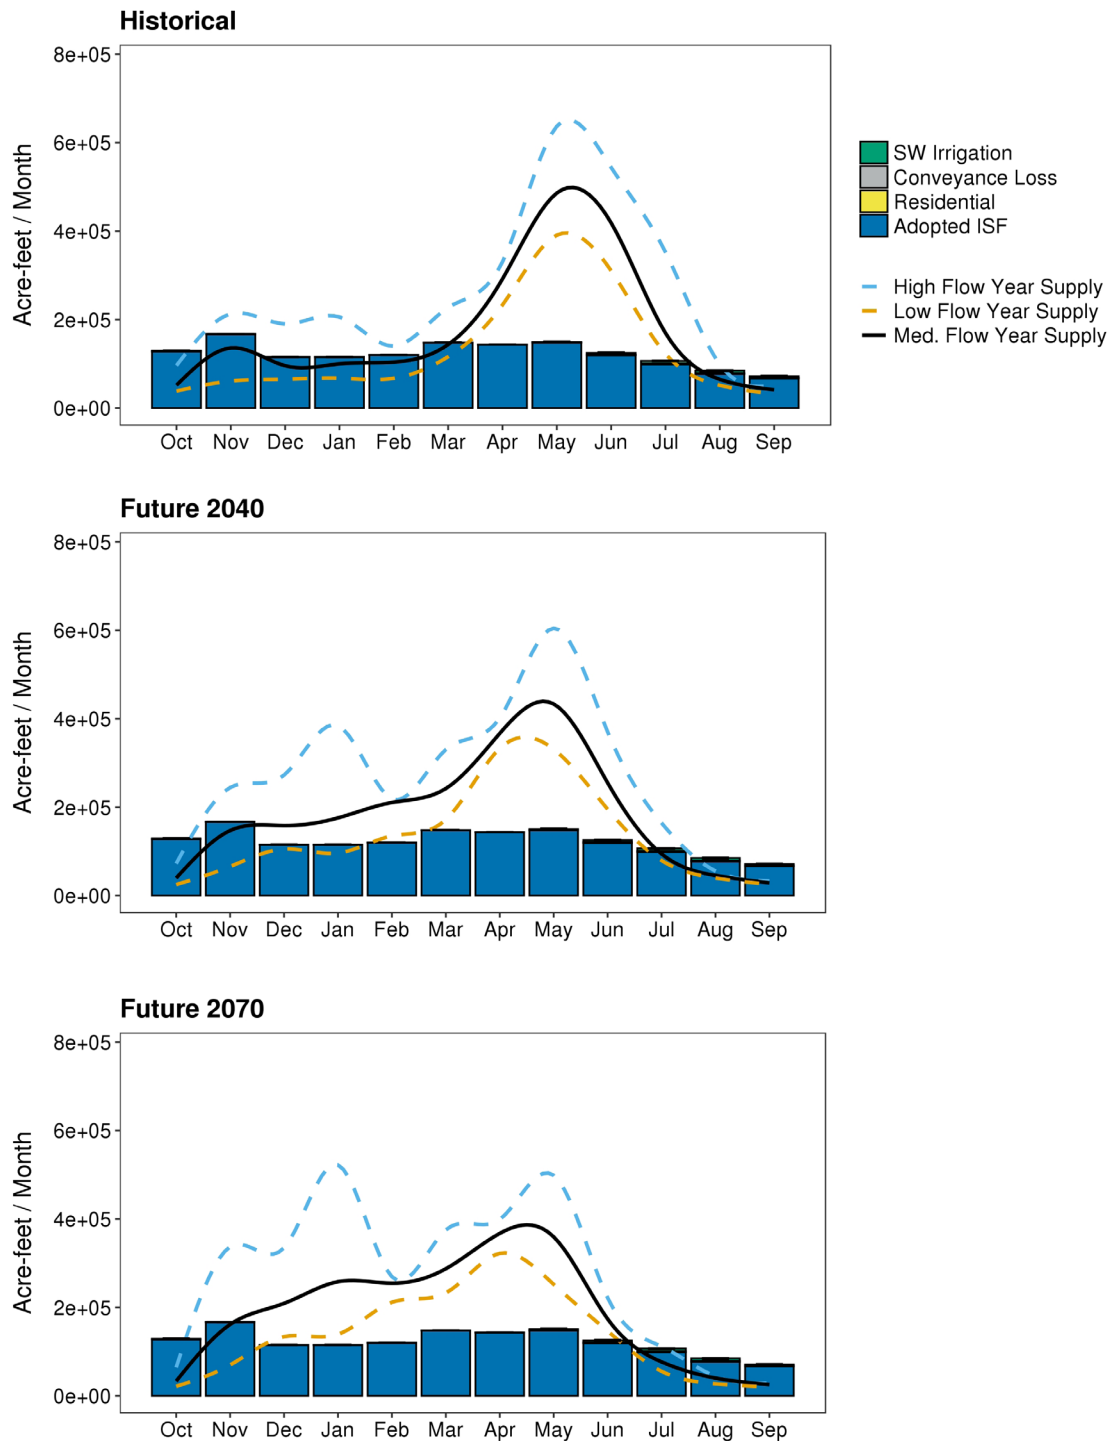 Historical
8e+05
6e+05
4e+05
2e+05
0e+00
Acre-feet / Month
Oct Nov Dec Jan Feb Mar Apr May Jun Jul Aug Sep
SW Irrigation
Conveyance Loss
Residential
Adopted ISF
High Flow Year Supply
Low Flow Year Supply
Med. Flow Year Supply
Future 2040
8e+05
6e+05
4e+05
2e+05
0e+00
Acre-feet / Month
Oct Nov Dec Jan Feb Mar Apr May Jun Jul Aug Sep
Future 2070
8e+05
6e+05
4e+05
2e+05
0e+00
Acre-feet / Month
Oct Nov Dec Jan Feb Mar Apr May Jun Jul Aug Sep